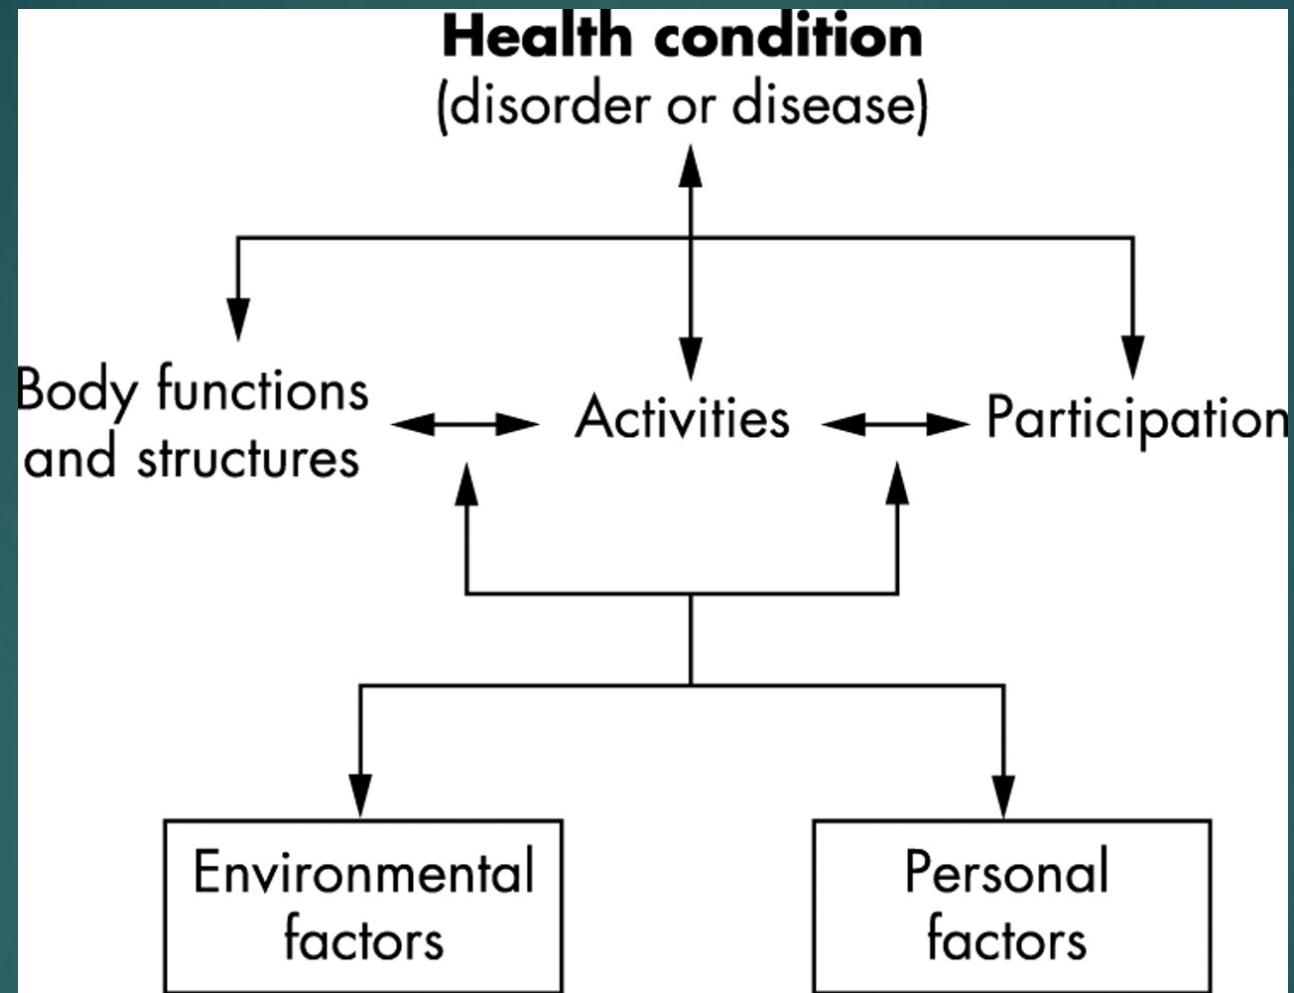 Health condition
(disorder or disease)
Body functions
and structures
Activities
Participation
Environmental
factors
Personal
factors